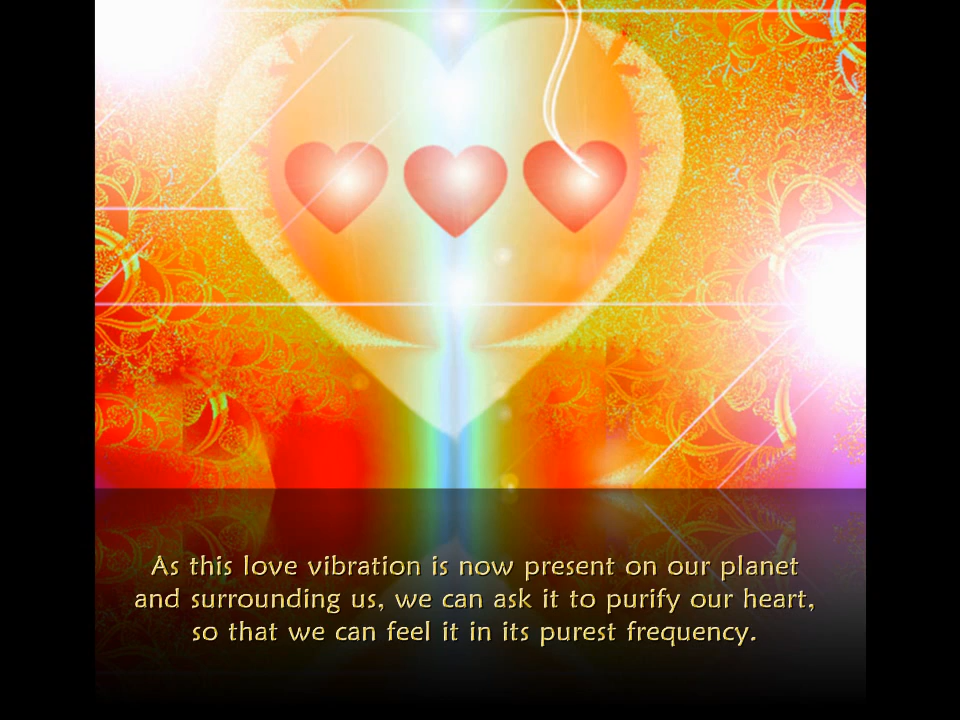 As this love vibration is now present on our planet
and surrounding us, we can ask it to purify our heart,
so that we can feel it in its purest frequency.